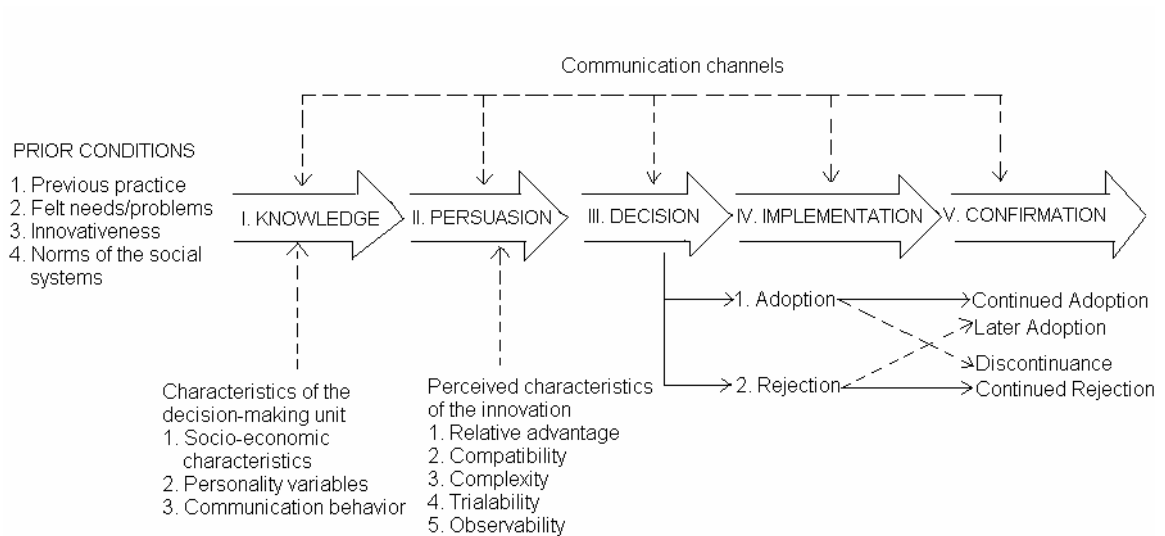 Communication channels
PRIOR CONDITIONS
1. Previous practice
2. Felt needs/problems
3. Innovativeness
4. Norms of the social
systems
I. KNOWLEDGE
II. PERSUASION
III. DECISION
IV. IMPLEMENTATION
V. CONFIRMATION
1. Adoption
Continued Adoption
Later Adoption
Discontinuance
2. Rejection
Continued Rejection
Characteristics of the
decision-making unit
1. Socio-economic
characteristics
2. Personality variables
3. Communication behavior
Perceived characteristics
of the innovation
1. Relative advantage
2. Compatibility
3. Complexity
4. Trialability
5. Observability